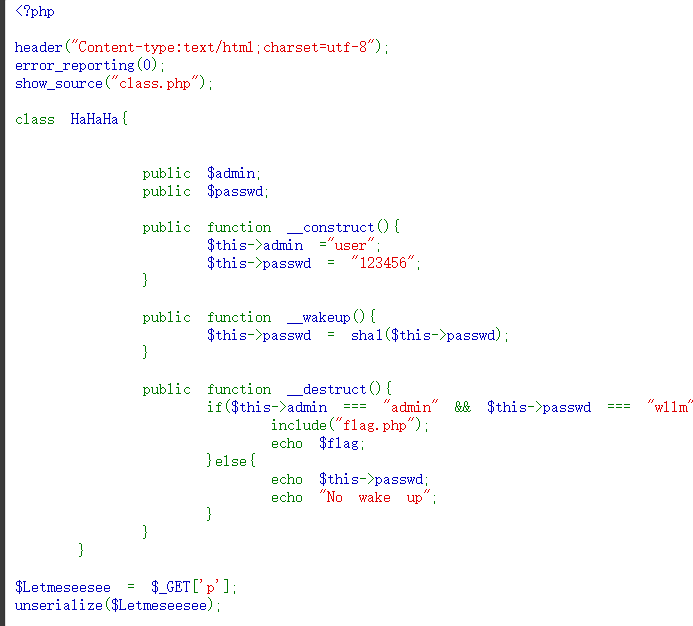 <?php
header("Content-type:text/html;charset=utf-8");
error_reporting(0);
show_source("class.php");
class HaHaHa{
public $admin;
public $passwd;
public function __construct(){
$this->admin ="user";
$this->passwd = "123456";
}
public function __wakeup(){
$this->passwd = sha1($this->passwd);
}
public function __destruct(){
if($this->admin === "admin" && $this->passwd === "wllm"
include("flag.php");
echo $flag;
}else{
echo $this->passwd;
echo "No wake up";
}
}
}
$Letmeseesee = $_GET['p'];
unserialize($Letmeseesee);